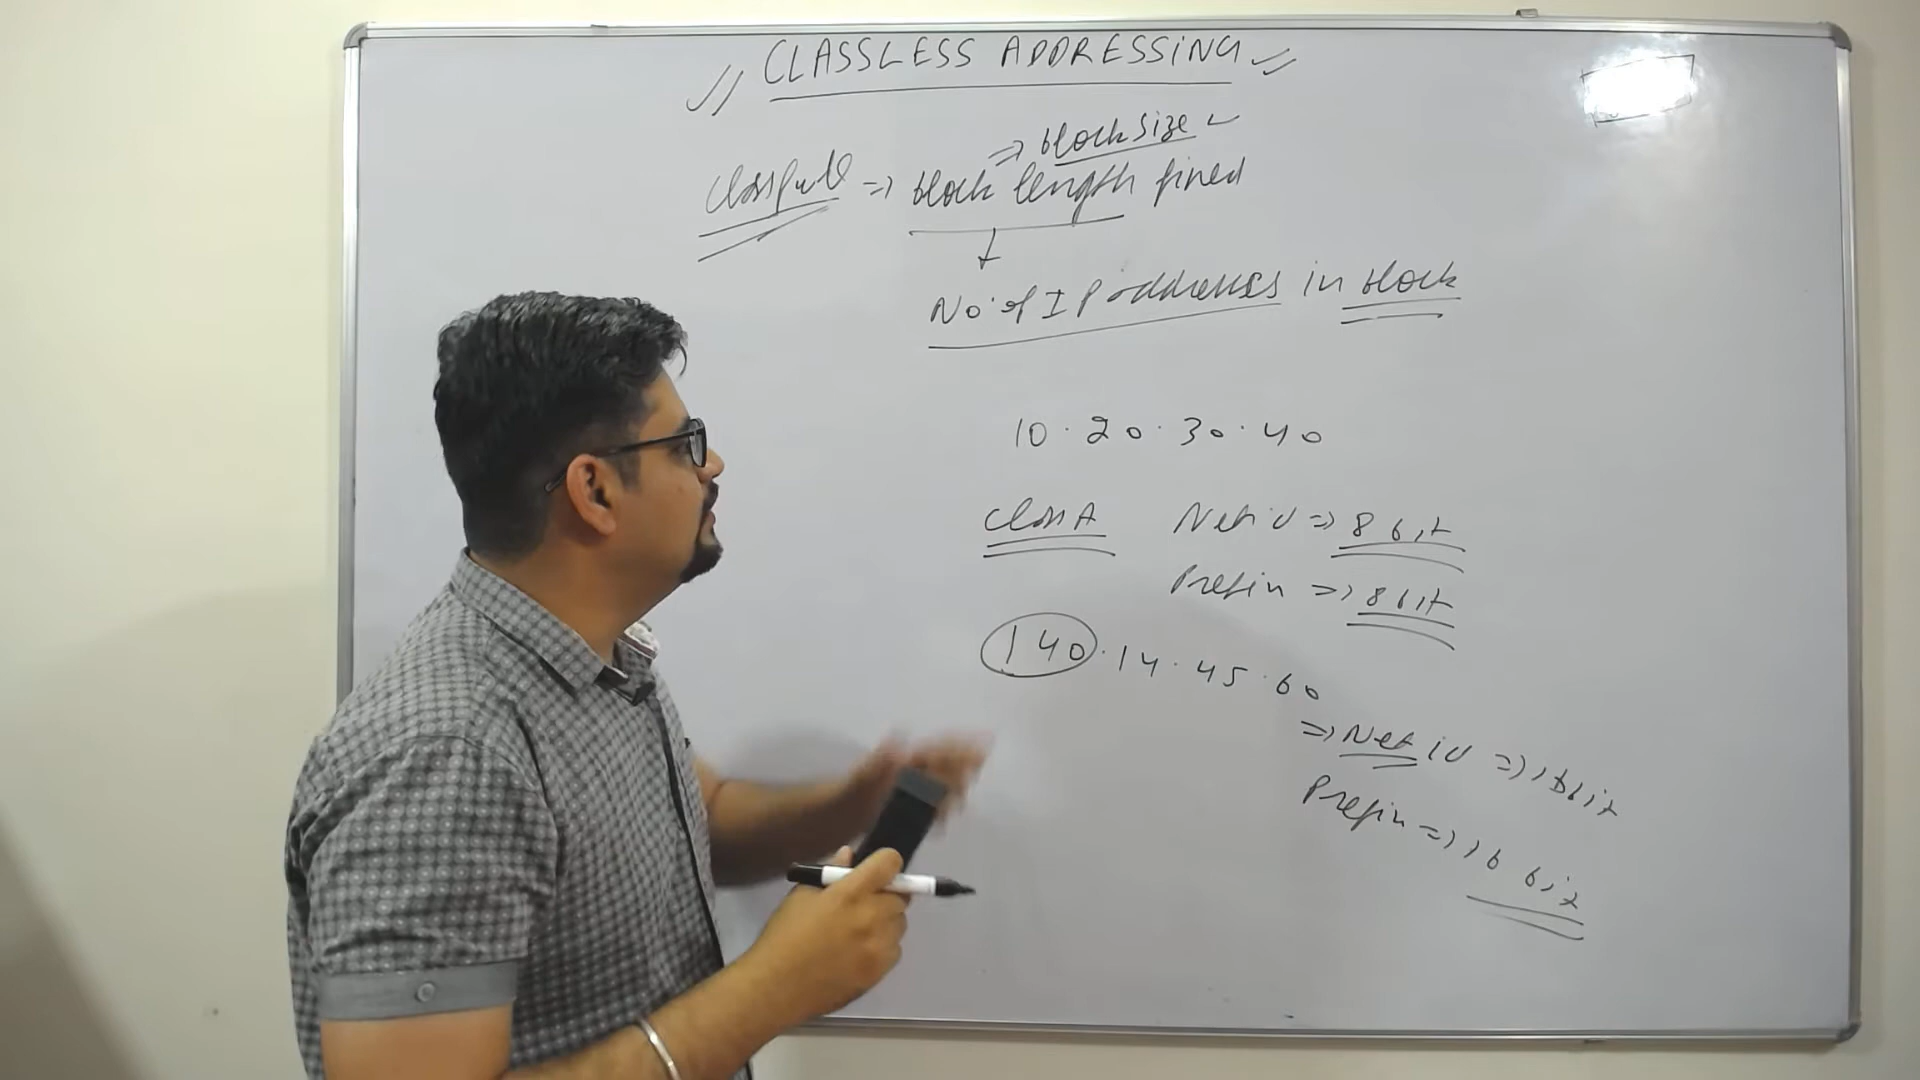 CLASSLESS ADDRESSING
=> block size
classful => block length fixed
No. of IP addresses in block
10.20.30.40
class A Net id => 8 bit
Prefix => 8 bit
140.14.45.60
=> Net id => 16 bit
Prefix => 16 bit